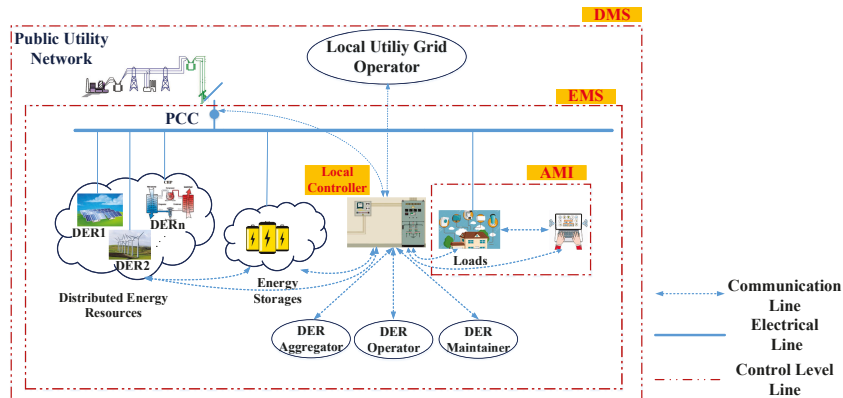 DMS
Public Utility
Network
Local Utiliy Grid
Operator
EMS
PCC
Local
Controller
AMI
CHP
DER1
DERn
DER2
Loads
Energy
Storages
Distributed Energy
Resources
DER
Aggregator
DER
Operator
DER
Maintainer
Communication
Line
Electrical
Line
Control Level
Line